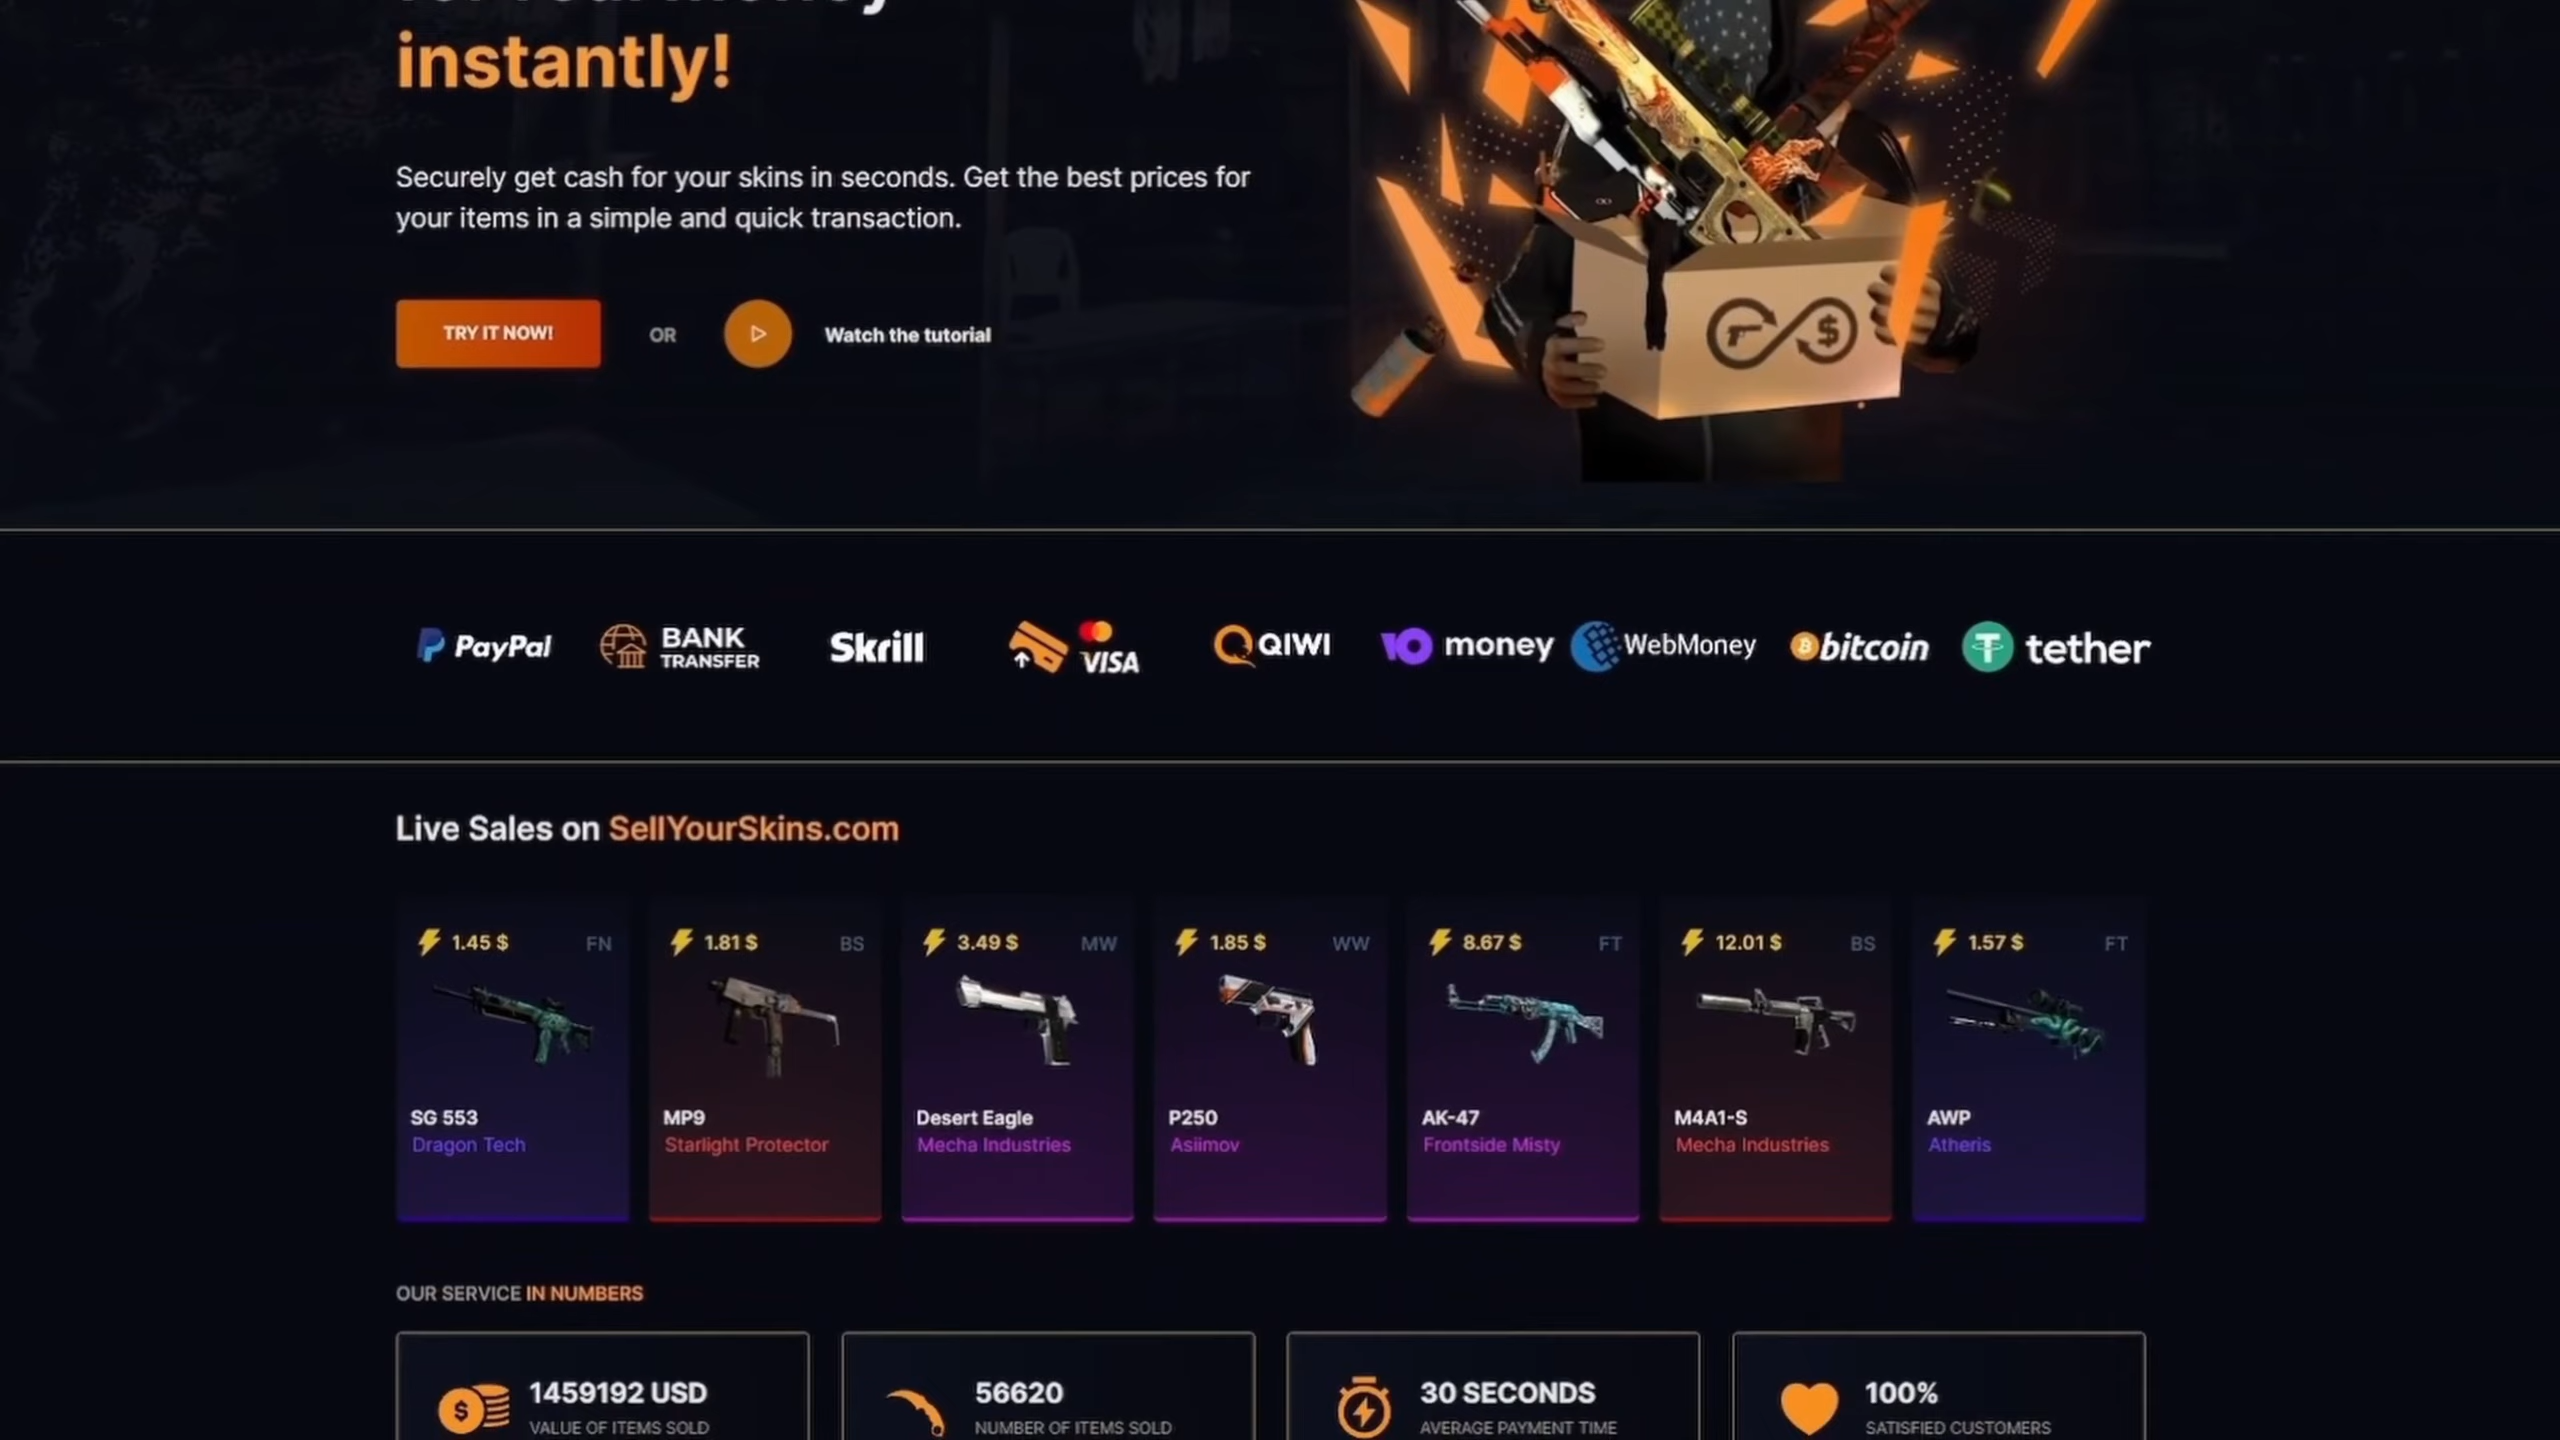 instantly!
Securely get cash for your skins in seconds. Get the best prices for
your items in a simple and quick transaction.
TRY IT NOW!
OR
Watch the tutorial
PayPal
BANK
TRANSFER
Skrill
VISA
QIWI
money
WebMoney
bitcoin
tether
Live Sales on SellYourSkins.com
1.45 $ FN
SG 553
Dragon Tech
1.81 $ BS
MP9
Starlight Protector
3.49 $ MW
Desert Eagle
Mecha Industries
1.85 $ WW
P250
Asiimov
8.67 $ FT
AK-47
Frontside Misty
12.01 $ BS
M4A1-S
Mecha Industries
1.57 $ FT
AWP
Atheris
OUR SERVICE IN NUMBERS
1459192 USD
VALUE OF ITEMS SOLD
56620
NUMBER OF ITEMS SOLD
30 SECONDS
AVERAGE PAYMENT TIME
100%
SATISFIED CUSTOMERS